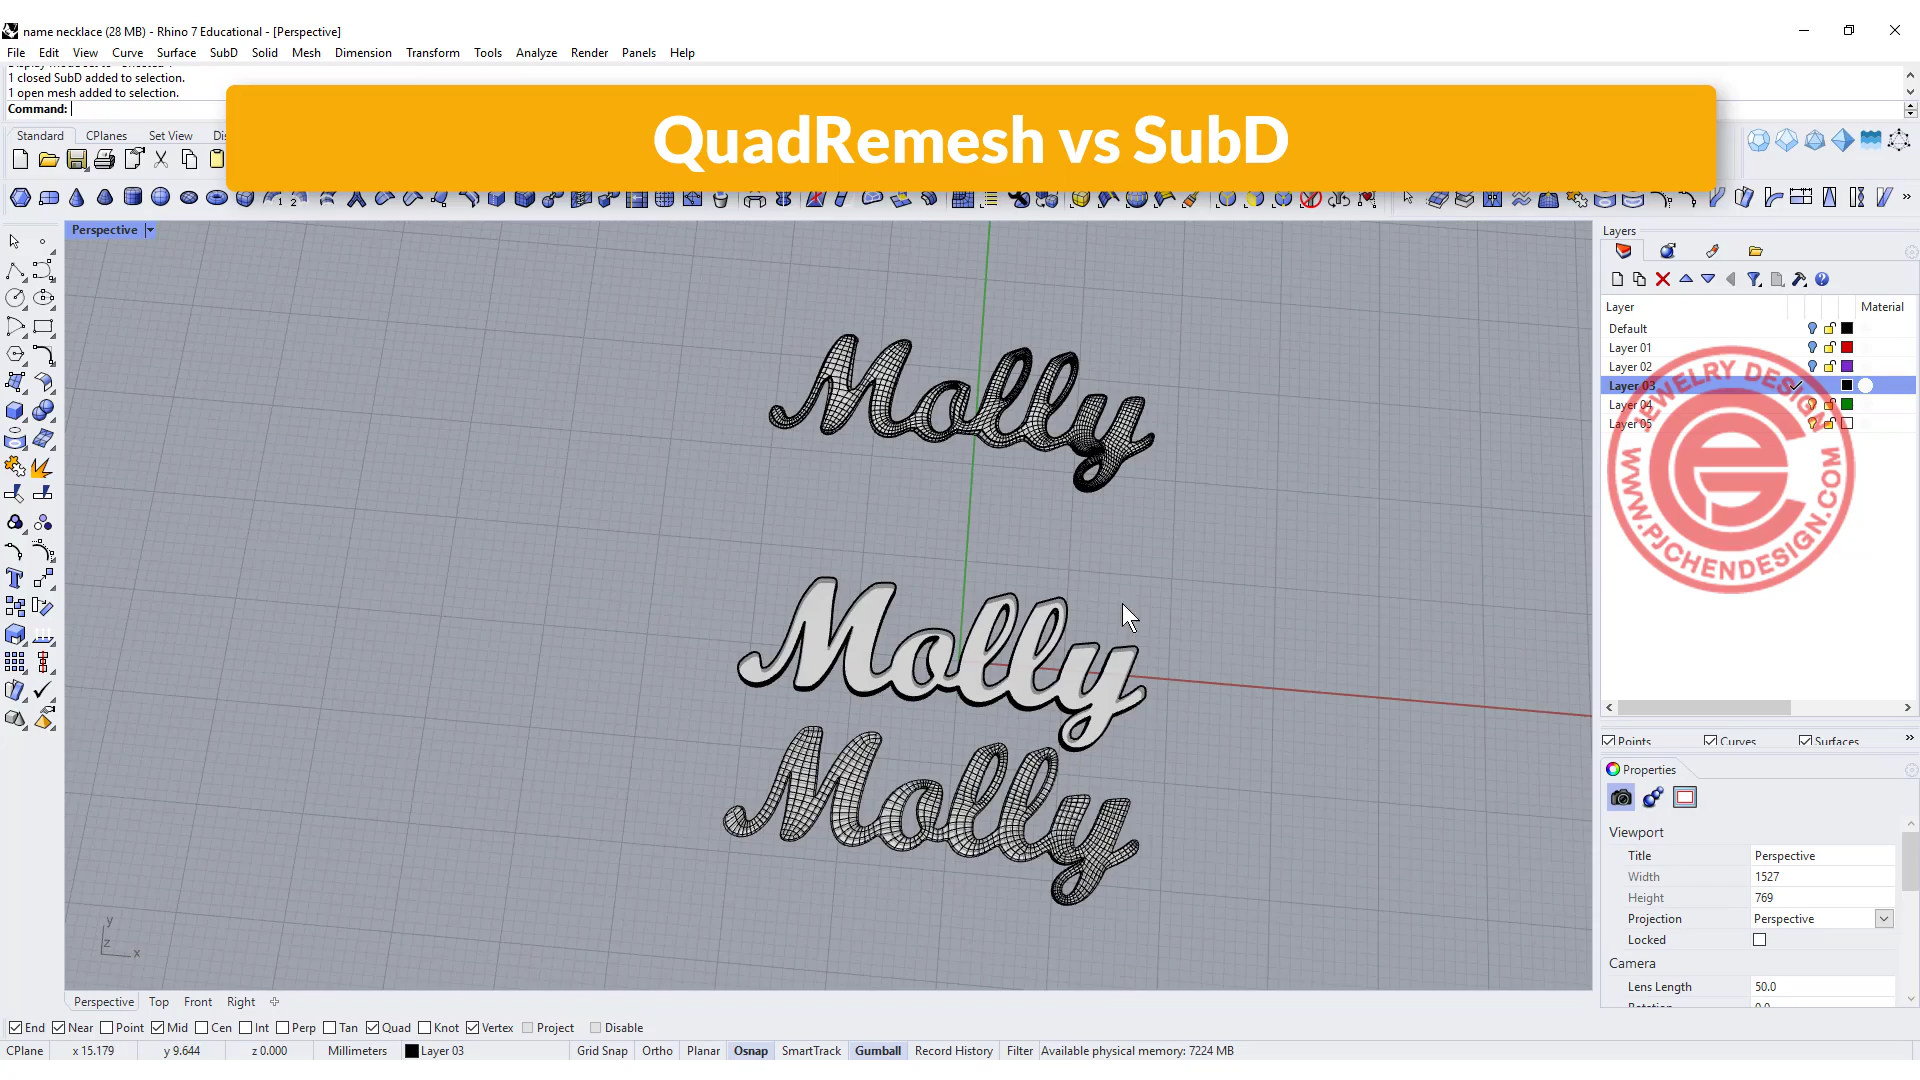 name necklace (28 MB) - Rhino 7 Educational - [Perspective]
File Edit View Curve Surface SubD Solid Mesh Dimension Transform Tools Analyze Render Panels Help
1 closed SubD added to selection.
1 open mesh added to selection.
Command:
QuadRemesh vs SubD
Standard CPlanes Set View
Perspective
Molly
Molly
Molly
y
z
x
Layers
Layer Material
Default
Layer 01
Layer 02
Layer 03
Layer 04
Layer 05
JEWELRY DESIGN
WWW.PJCHENDESIGN.COM
Points Curves Surfaces
Properties
Viewport
Title Perspective
Width 1527
Height 769
Projection Perspective
Locked
Camera
Lens Length 50.0
Perspective Top Front Right
End Near Point Mid Cen Int Perp Tan Quad Knot Vertex Project Disable
CPlane x 15.179 y 9.644 z 0.000 Millimeters Layer 03 Grid Snap Ortho Planar Osnap SmartTrack Gumball Record History Filter Available physical memory: 7224 MB